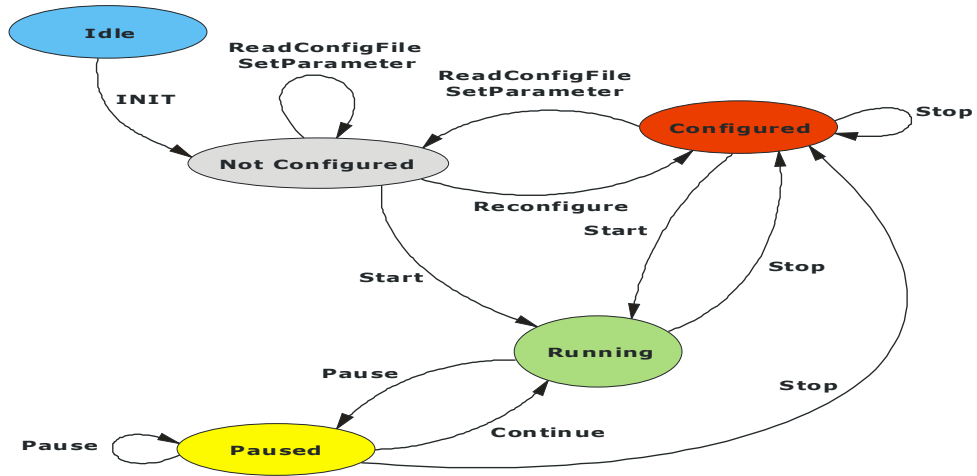 Idle
ReadConfigFile
SetParameter
ReadConfigFile
SetParameter
INIT
Stop
Configured
Not Configured
Reconfigure
Start
Stop
Start
Running
Pause
Stop
Continue
Pause
Paused